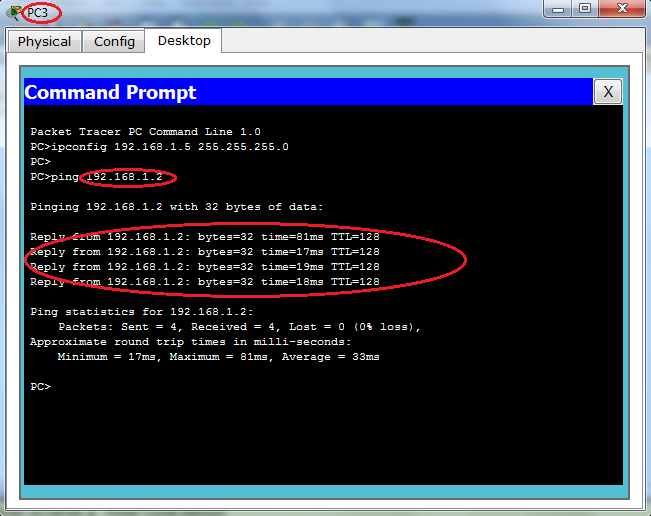 PC3
Physical Config Desktop
Command Prompt X
Packet Tracer PC Command Line 1.0
PC>ipconfig 192.168.1.5 255.255.255.0
PC>
PC>ping 192.168.1.2
Pinging 192.168.1.2 with 32 bytes of data:
Reply from 192.168.1.2: bytes=32 time=81ms TTL=128
Reply from 192.168.1.2: bytes=32 time=17ms TTL=128
Reply from 192.168.1.2: bytes=32 time=19ms TTL=128
Reply from 192.168.1.2: bytes=32 time=18ms TTL=128
Ping statistics for 192.168.1.2:
Packets: Sent = 4, Received = 4, Lost = 0 (0% loss),
Approximate round trip times in milli-seconds:
Minimum = 17ms, Maximum = 81ms, Average = 33ms
PC>